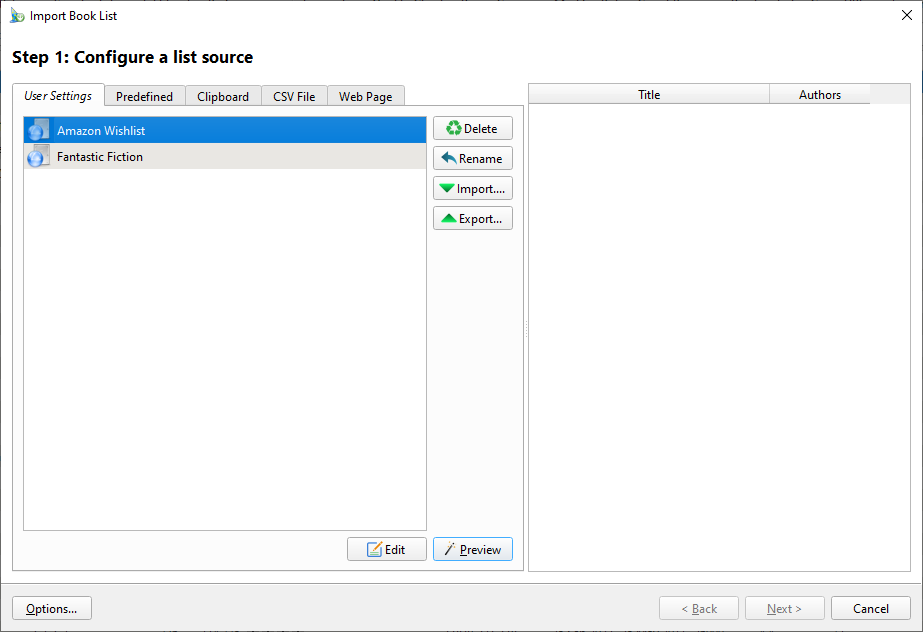 Import Book List
Step 1: Configure a list source
User Settings
Predefined
Clipboard
CSV File
Web Page
Amazon Wishlist
Fantastic Fiction
Delete
Rename
Import....
Export...
Edit
Preview
Title
Authors
Options...
< Back
Next >
Cancel